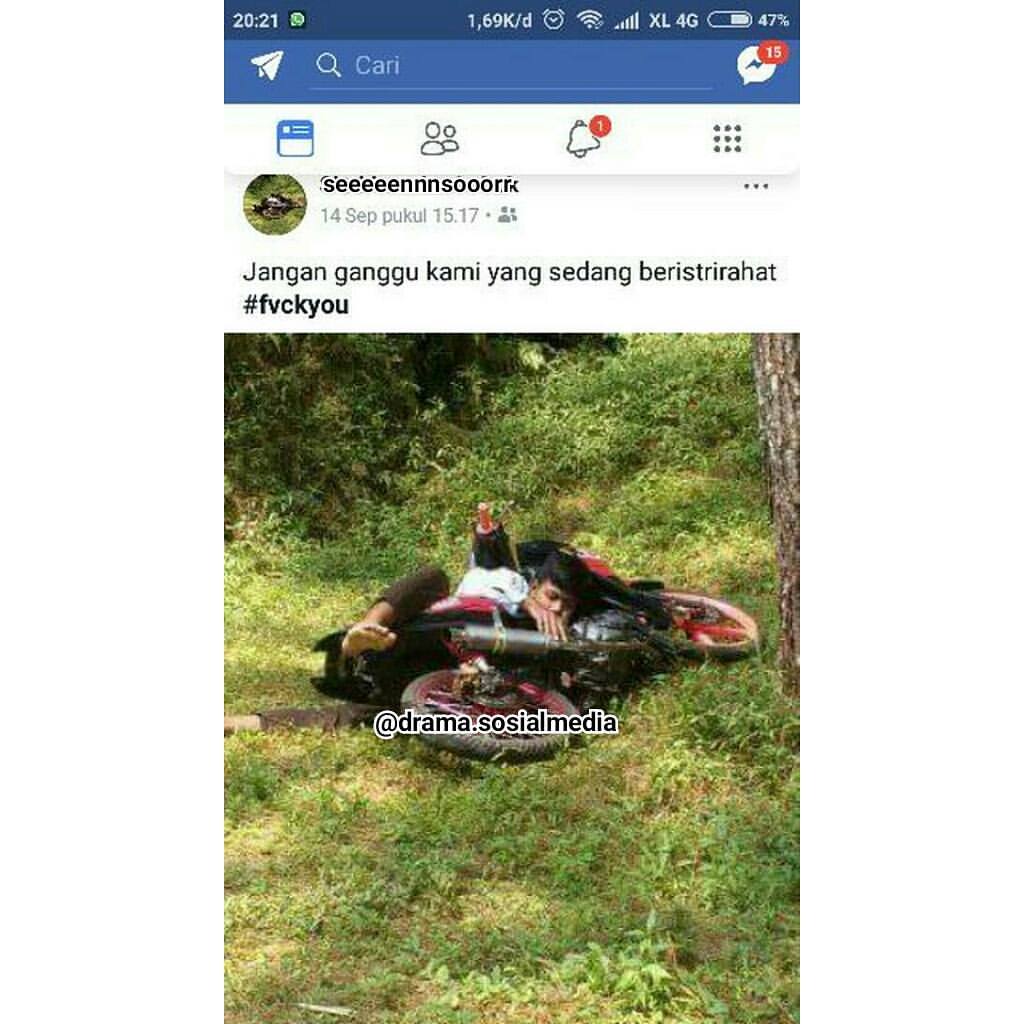 20:21 1,69K/d XL 4G 47%
Cari 15
1
seeeeennnsooorrk
14 Sep pukul 15.17 •
Jangan ganggu kami yang sedang beristrirahat
#fvckyou
@drama.sosialmedia